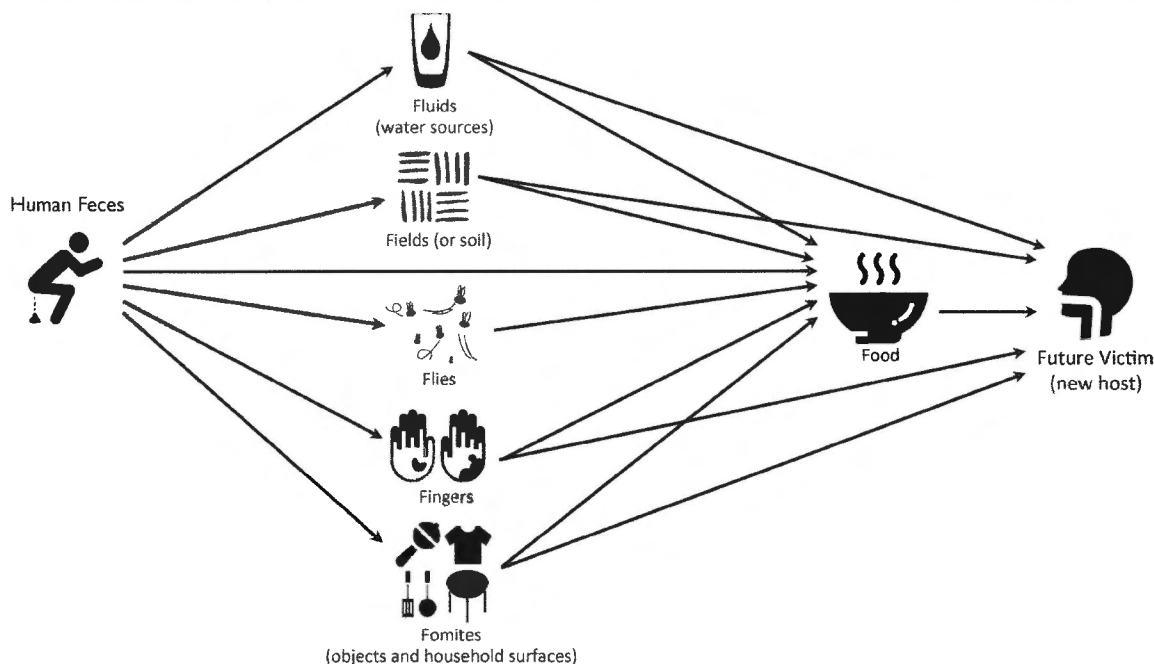 Fluids
(water sources)
Human Feces
Fields (or soil)
Flies
Food
Future Victim
(new host)
Fingers
Fomites
(objects and household surfaces)